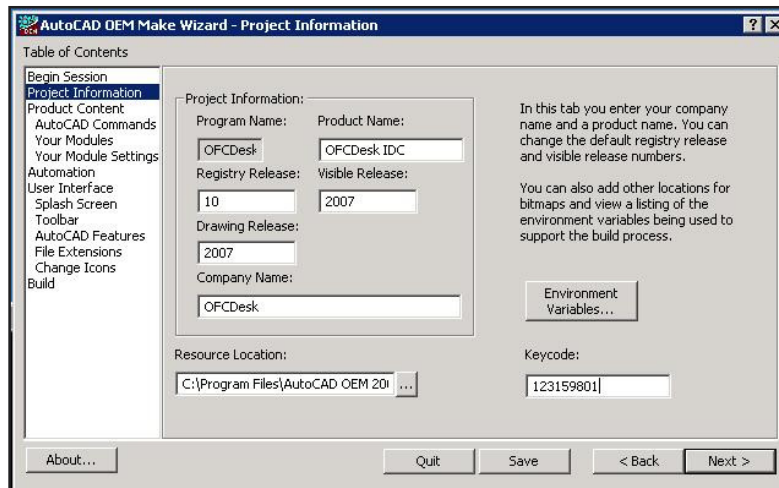 AutoCAD OEM Make Wizard - Project Information
Table of Contents
Begin Session
Project Information
Product Content
AutoCAD Commands
Your Modules
Your Module Settings
Automation
User Interface
Splash Screen
Toolbar
AutoCAD Features
File Extensions
Change Icons
Build
Project Information:
Program Name: Product Name:
OFCDesk OFCDesk IDC
Registry Release: Visible Release:
10 2007
Drawing Release:
2007
Company Name:
OFCDesk
Resource Location:
C:\Program Files\AutoCAD OEM 20 ...
In this tab you enter your company
name and a product name. You can
change the default registry release
and visible release numbers.
You can also add other locations for
bitmaps and view a listing of the
environment variables being used to
support the build process.
Environment
Variables...
Keycode:
123159801
About... Quit Save < Back Next >